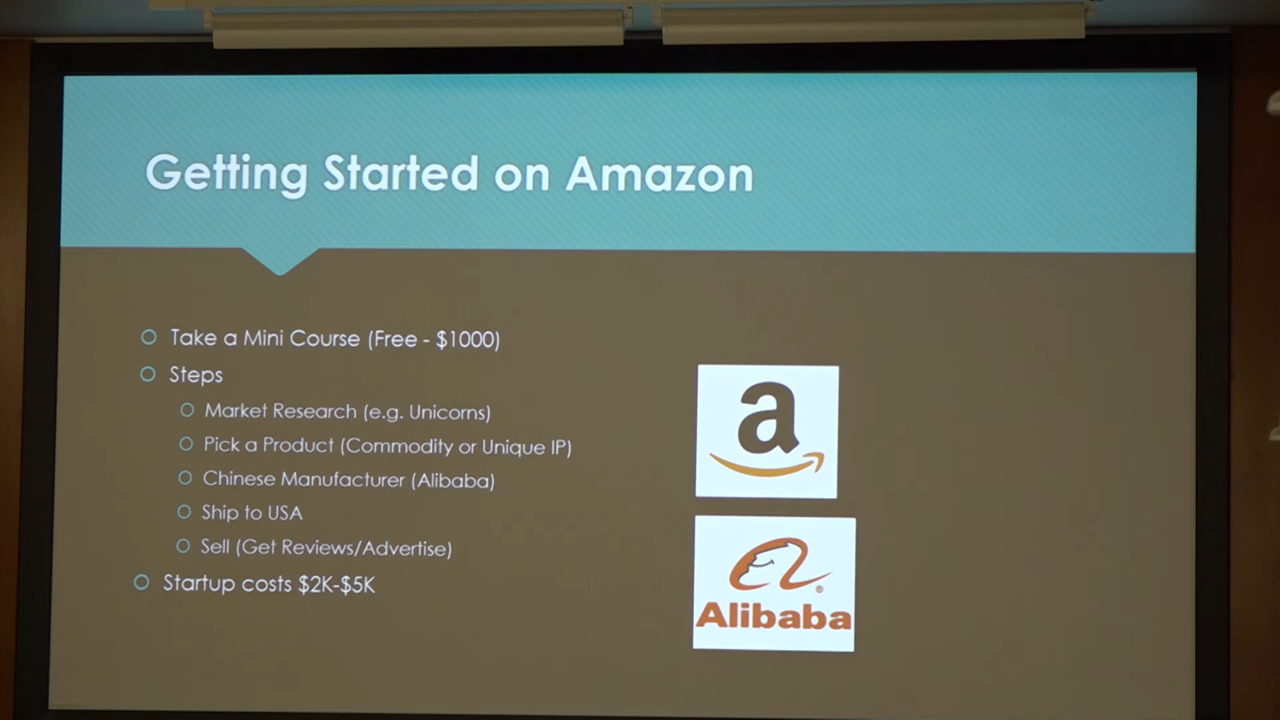 Getting Started on Amazon
Take a Mini Course (Free - $1000)
Steps
Market Research (e.g. Unicorns)
Pick a Product (Commodity or Unique IP)
Chinese Manufacturer (Alibaba)
Ship to USA
Sell (Get Reviews/Advertise)
Startup costs $2K-$5K
a
Alibaba